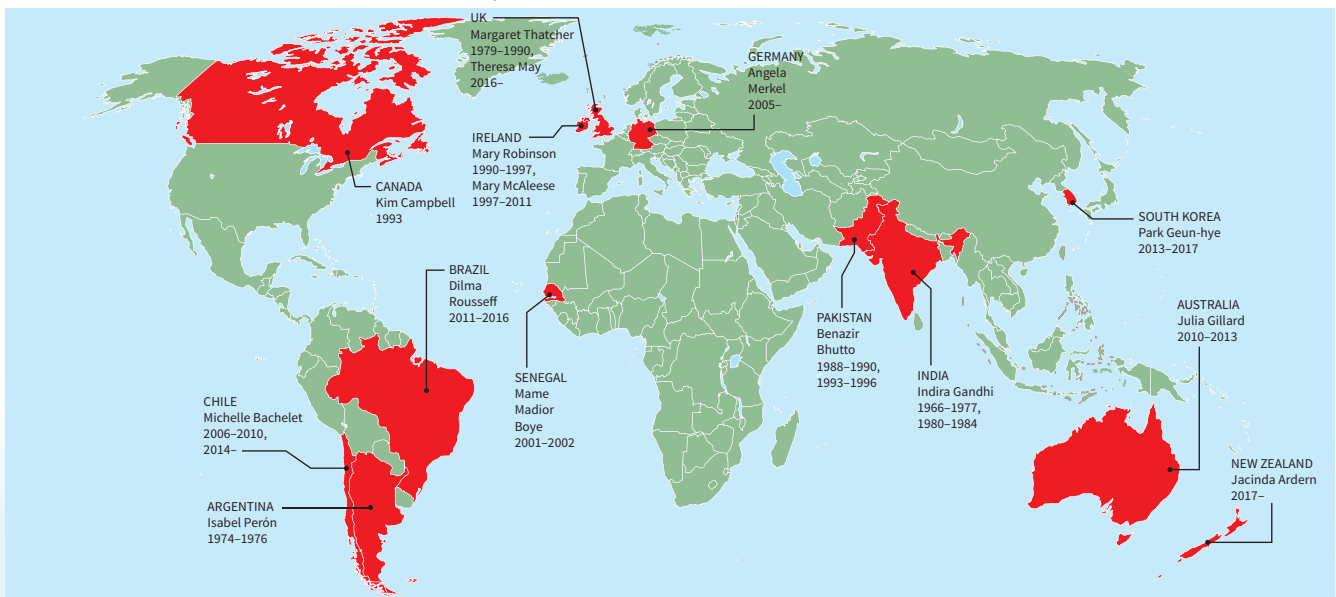 UK
Margaret Thatcher
1979–1990,
Theresa May
2016–
GERMANY
Angela
Merkel
2005–
IRELAND
Mary Robinson
1990–1997,
Mary McAleese
1997–2011
CANADA
Kim Campbell
1993
SOUTH KOREA
Park Geun-hye
2013–2017
BRAZIL
Dilma
Rousseff
2011–2016
AUSTRALIA
Julia Gillard
2010–2013
PAKISTAN
Benazir
Bhutto
1988–1990,
1993–1996
INDIA
Indira Gandhi
1966–1977,
1980–1984
SENEGAL
Mame
Madior
Boye
2001–2002
CHILE
Michelle Bachelet
2006–2010,
2014–
NEW ZEALAND
Jacinda Ardern
2017–
ARGENTINA
Isabel Perón
1974–1976